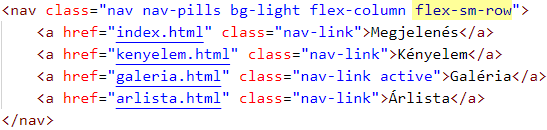 <nav class="nav nav-pills bg-light flex-column flex-sm-row">
<a href="index.html" class="nav-link">Megjelenés</a>
<a href="kenyelem.html" class="nav-link">Kényelem</a>
<a href="galeria.html" class="nav-link active">Galéria</a>
<a href="arlista.html" class="nav-link">Árlista</a>
</nav>